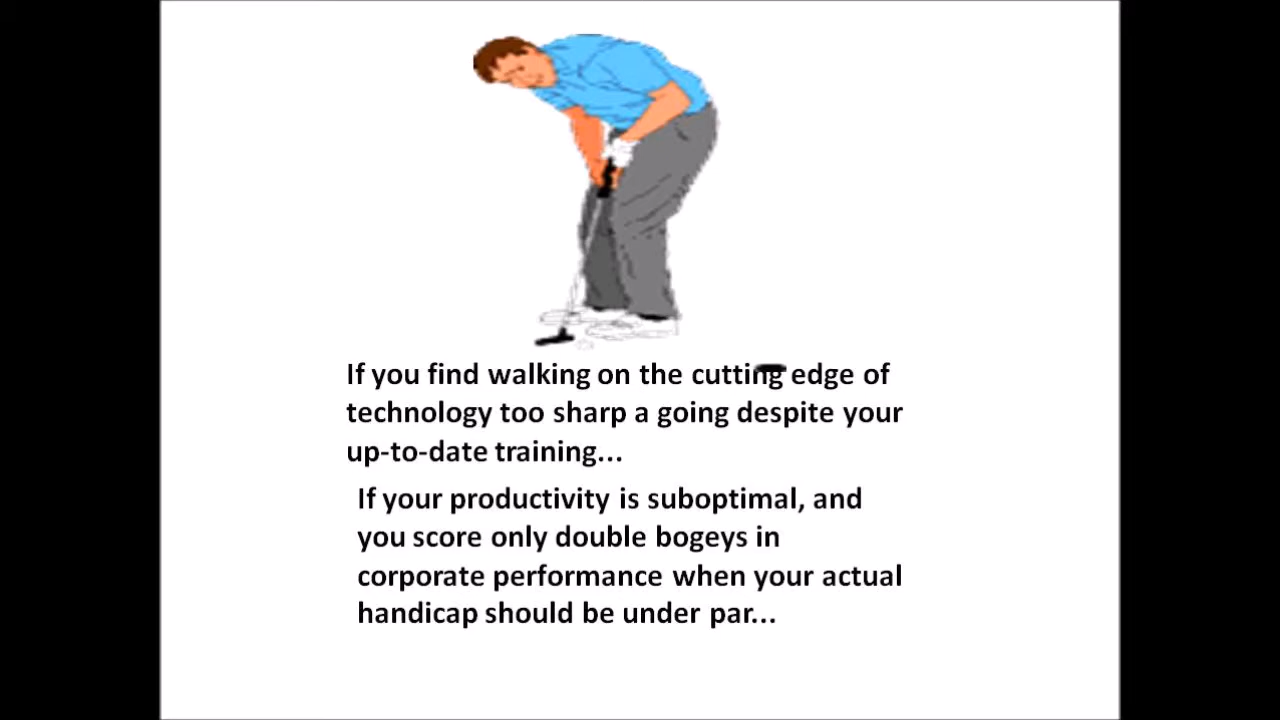 If you find walking on the cutting edge of
technology too sharp a going despite your
up-to-date training...
If your productivity is suboptimal, and
you score only double bogeys in
corporate performance when your actual
handicap should be under par...